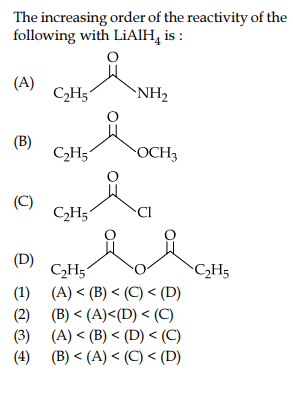 The increasing order of the reactivity of the
following with LiAlH₄ is :
(A)
O
C₂H₅ NH₂
(B)
O
C₂H₅ OCH₃
(C)
O
C₂H₅ Cl
(D)
O O
C₂H₅ O C₂H₅
(1) (A) < (B) < (C) < (D)
(2) (B) < (A)<(D) < (C)
(3) (A) < (B) < (D) < (C)
(4) (B) < (A) < (C) < (D)